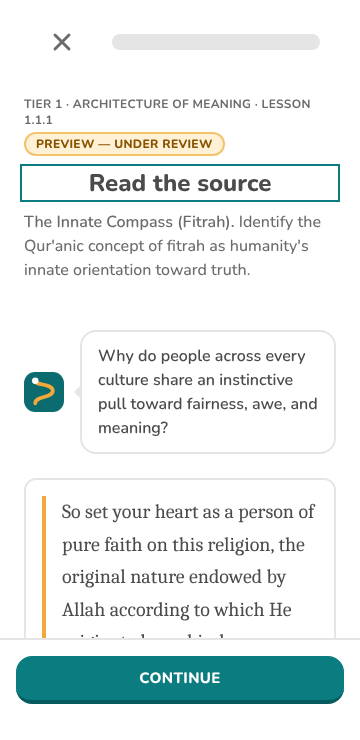 TIER 1 · ARCHITECTURE OF MEANING · LESSON
1.1.1
PREVIEW — UNDER REVIEW
Read the source
The Innate Compass (Fitrah). Identify the
Qur'anic concept of fitrah as humanity's
innate orientation toward truth.
Why do people across every
culture share an instinctive
pull toward fairness, awe, and
meaning?
So set your heart as a person of
pure faith on this religion, the
original nature endowed by
Allah according to which He
CONTINUE